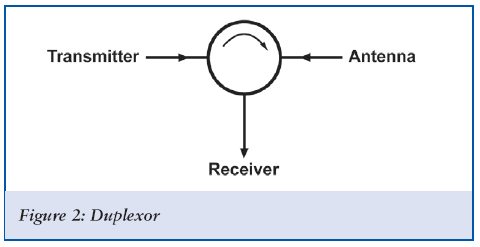 Transmitter
Antenna
Receiver
Figure 2: Duplexor